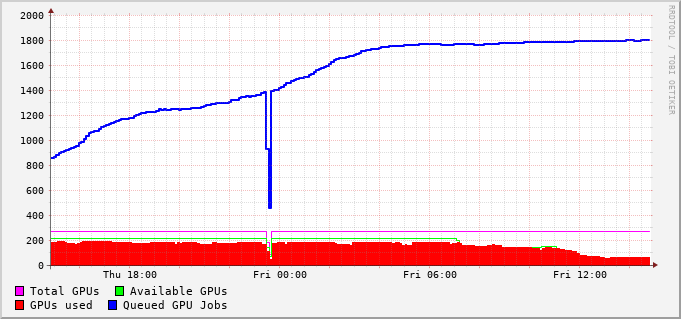 2000
1800
1600
1400
1200
1000
800
600
400
200
0
Thu 18:00 Fri 00:00 Fri 06:00 Fri 12:00
Total GPUs Available GPUs
GPUs used Queued GPU Jobs
RRDTOOL / TOBI OETIKER